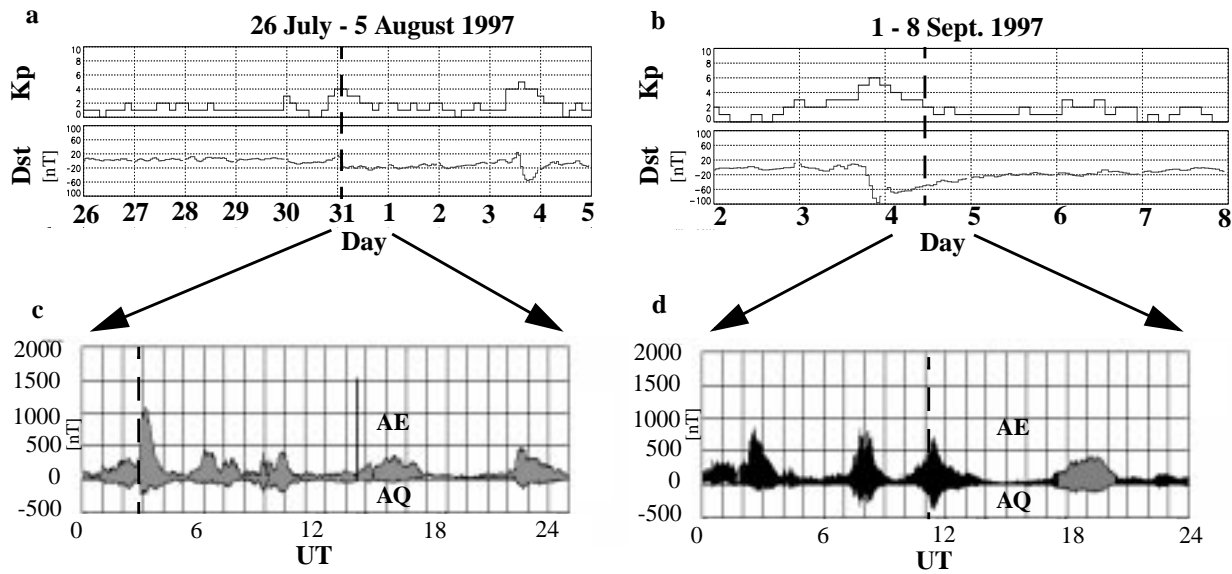 a
26 July - 5 August 1997
Kp
10
8
6
4
2
0
Dst
[nT]
100
20
-20
-60
100
26 27 28 29 30 31 1 2 3 4 5
Day
b
1 - 8 Sept. 1997
Kp
10
8
6
4
2
0
Dst
[nT]
100
60
20
-20
-60
-100
2 3 4 5 6 7 8
Day
c
2000
1500
1000
500
0
-500
[nT]
AE
AQ
0 6 12 18 24
UT
d
2000
1500
1000
500
0
-500
[nT]
AE
AQ
0 6 12 18 24
UT